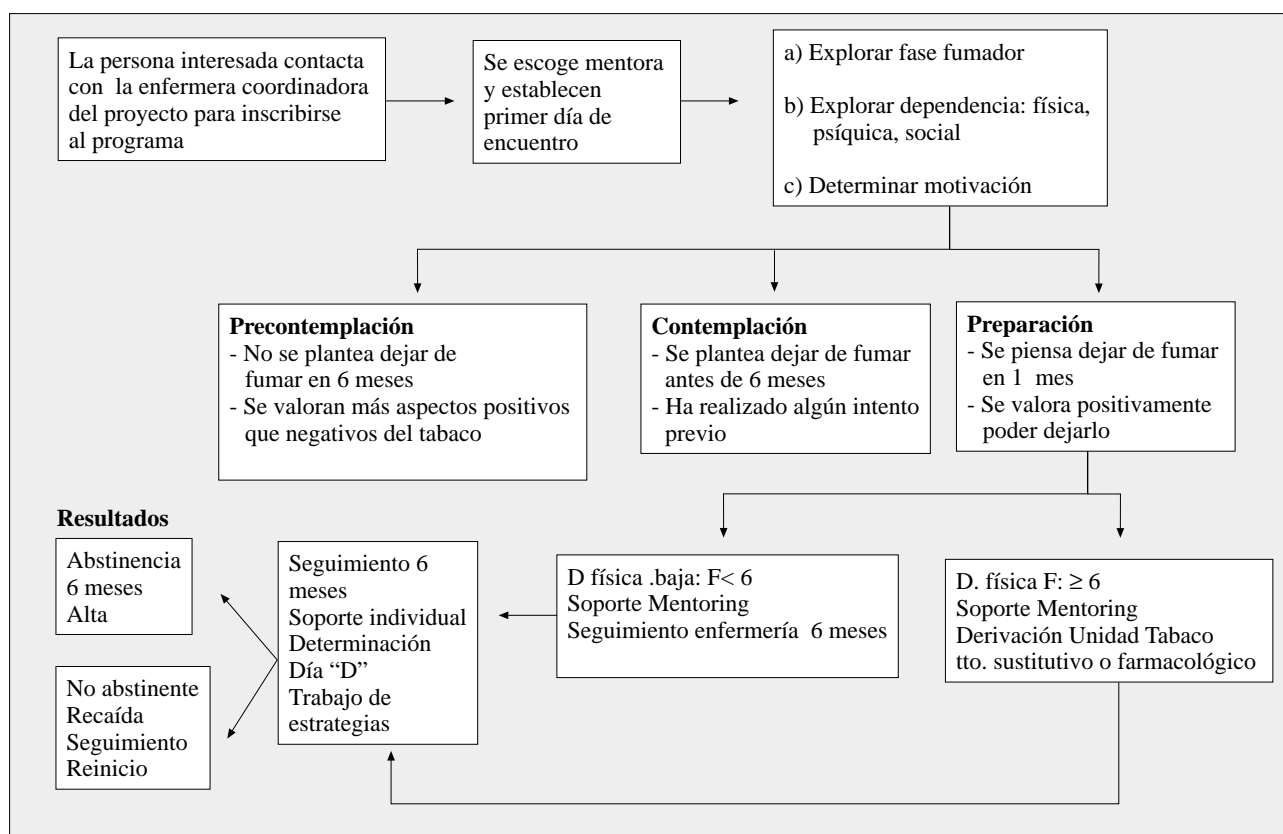 La persona interesada contacta
con la enfermera coordinadora
del proyecto para inscribirse
al programa
Se escoge mentora
y establecen
primer día de
encuentro
a) Explorar fase fumador
b) Explorar dependencia: física,
psíquica, social
c) Determinar motivación
Precontemplación
- No se plantea dejar de
fumar en 6 meses
- Se valoran más aspectos positivos
que negativos del tabaco
Contemplación
- Se plantea dejar de fumar
antes de 6 meses
- Ha realizado algún intento
previo
Preparación
- Se piensa dejar de fumar
en 1 mes
- Se valora positivamente
poder dejarlo
Resultados
Abstinencia
6 meses
Alta
No abstinente
Recaída
Seguimiento
Reinicio
Seguimiento 6
meses
Soporte individual
Determinación
Día “D”
Trabajo de
estrategias
D física .baja: F< 6
Soporte Mentoring
Seguimiento enfermería 6 meses
D. física F: ≥ 6
Soporte Mentoring
Derivación Unidad Tabaco
tto. sustitutivo o farmacológico